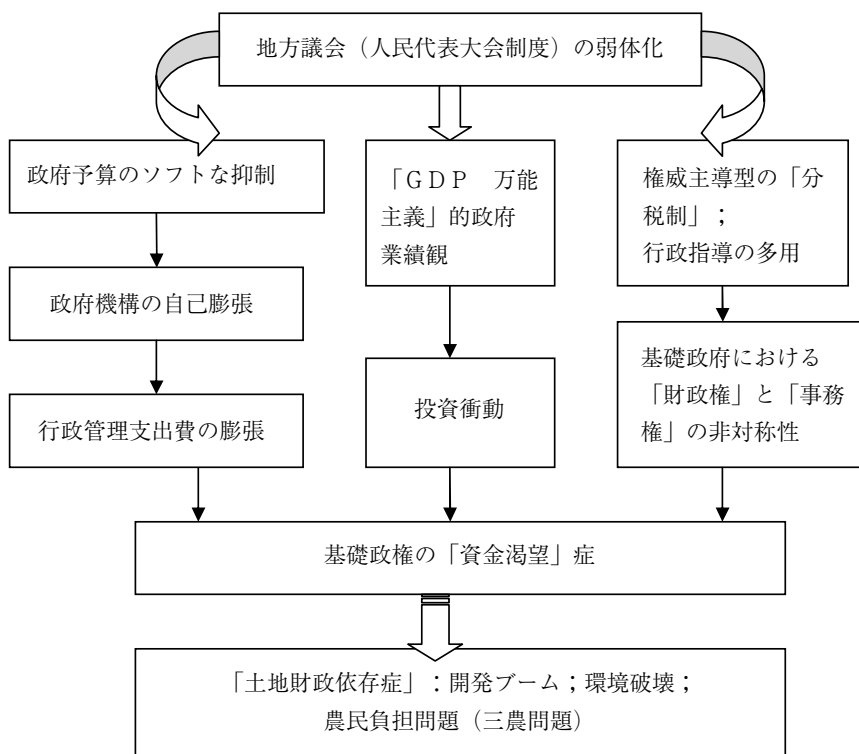 地方議会（人民代表大会制度）の弱体化
政府予算のソフトな抑制
政府機構の自己膨張
行政管理支出費の膨張
「ＧＤＰ　万能
主義」的政府
業績観
投資衝動
権威主導型の「分
税制」；
行政指導の多用
基礎政府における
「財政権」と「事務
権」の非対称性
基礎政権の「資金渇望」症
「土地財政依存症」：開発ブーム；環境破壊；
農民負担問題（三農問題）